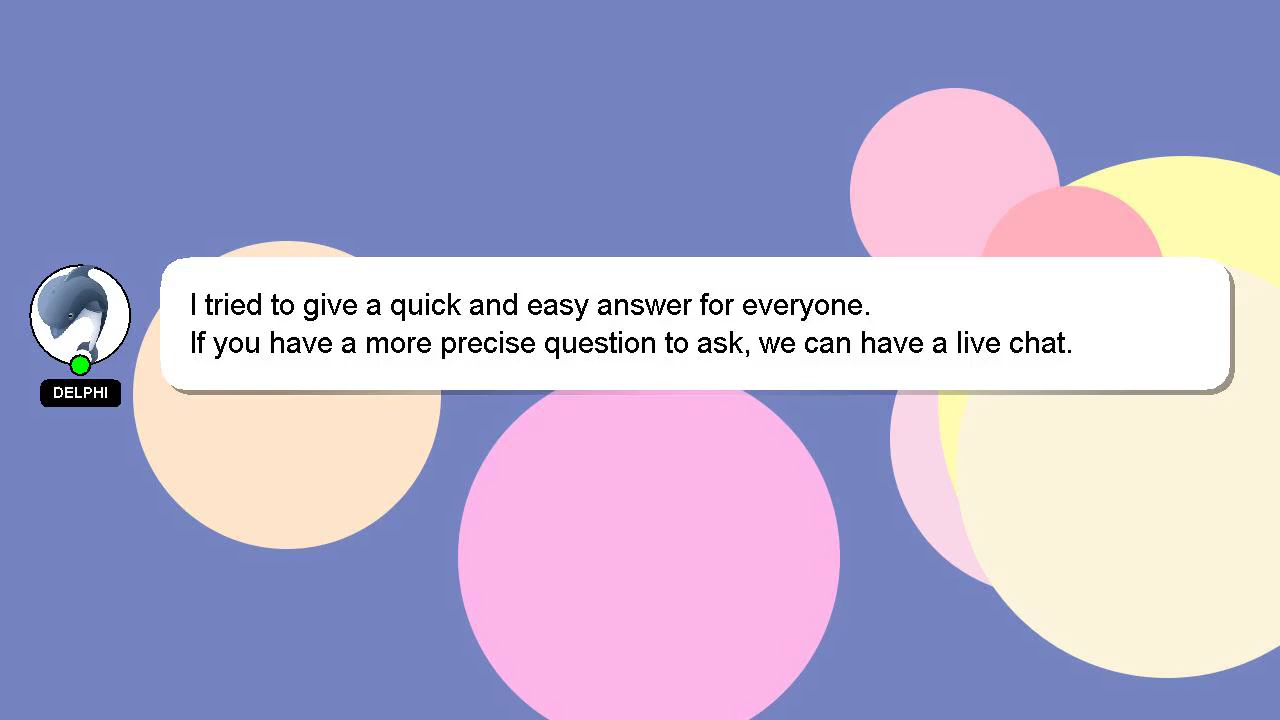 I tried to give a quick and easy answer for everyone.
If you have a more precise question to ask, we can have a live chat.
DELPHI